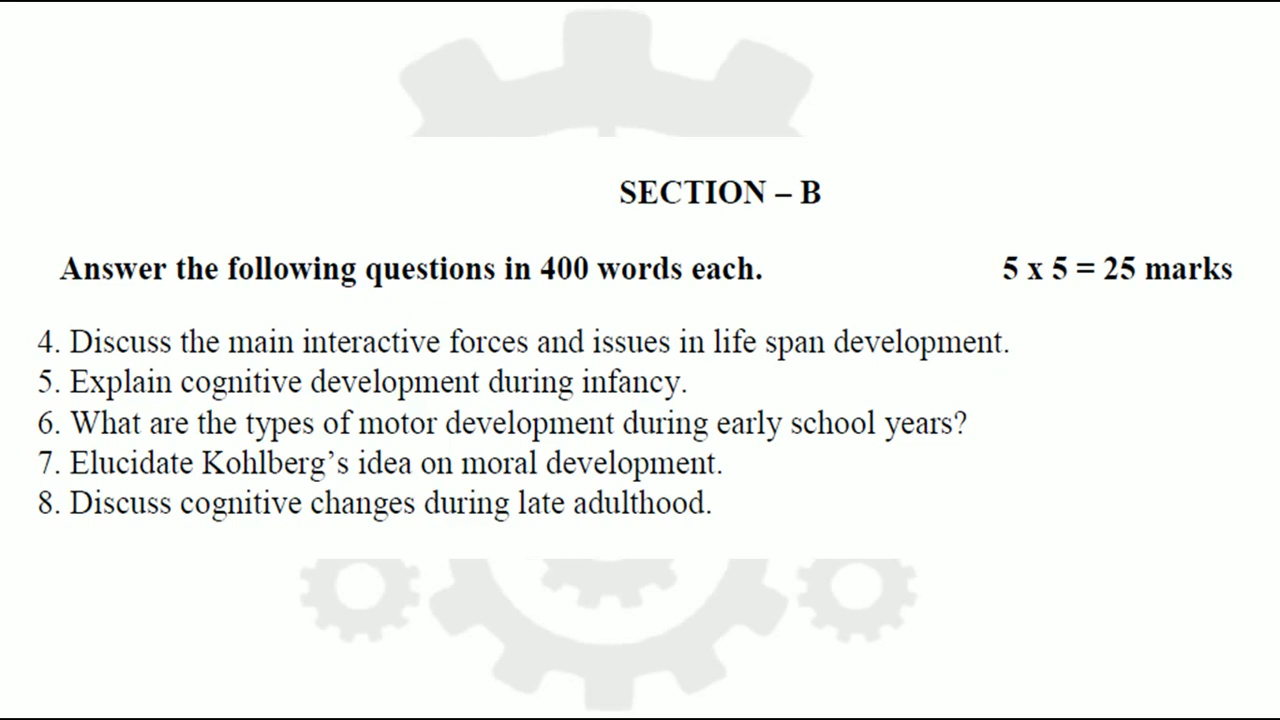 SECTION – B
Answer the following questions in 400 words each. 5 x 5 = 25 marks
4. Discuss the main interactive forces and issues in life span development.
5. Explain cognitive development during infancy.
6. What are the types of motor development during early school years?
7. Elucidate Kohlberg’s idea on moral development.
8. Discuss cognitive changes during late adulthood.